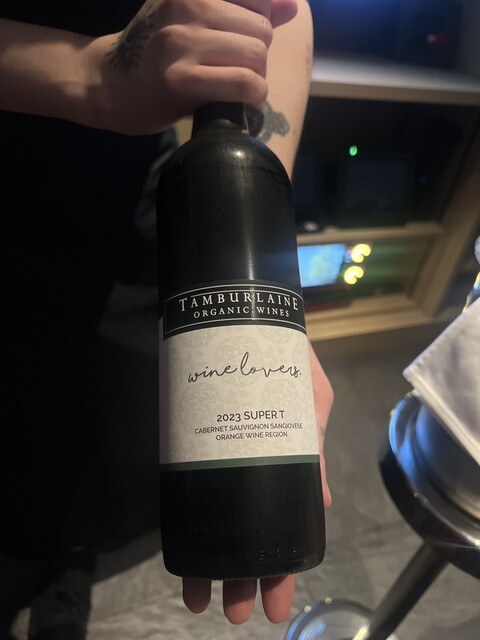 TAMBURLAINE
ORGANIC WINES
wine lovers.
2023 SUPER T
CABERNET SAUVIGNON SANGIOVESE
ORANGE WINE REGION